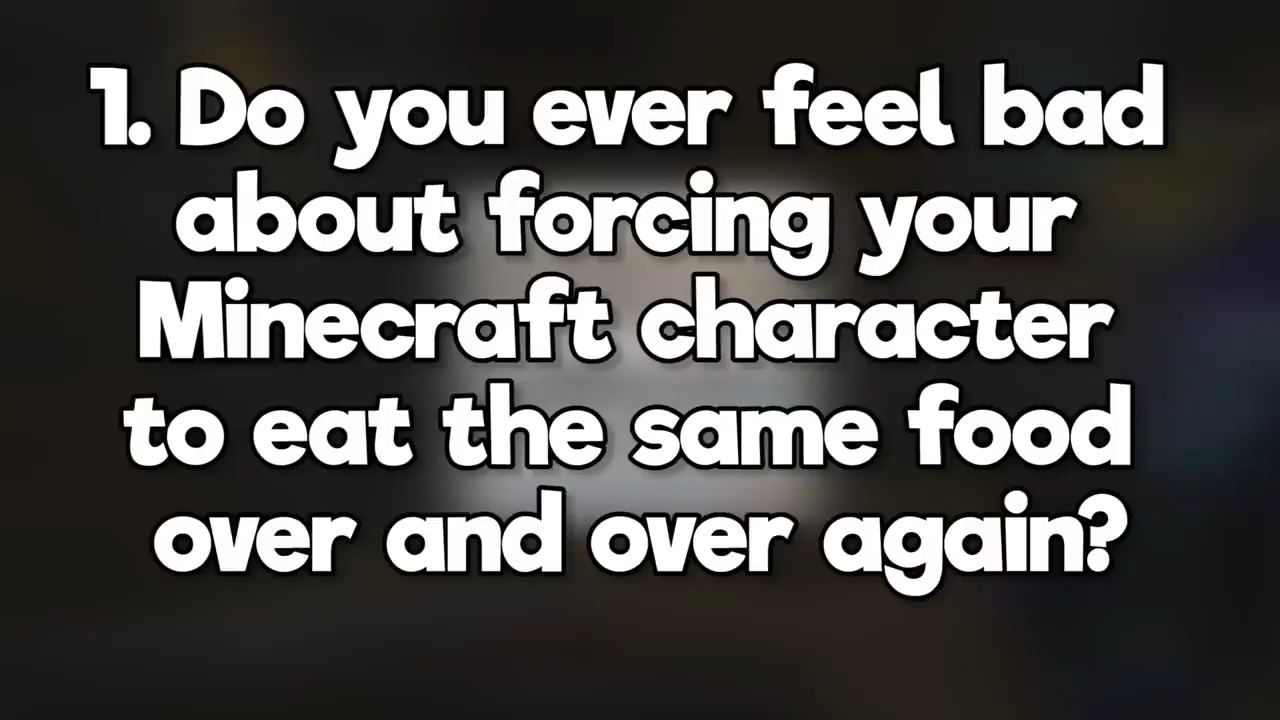 1. Do you ever feel bad
about forcing your
Minecraft character
to eat the same food
over and over again?